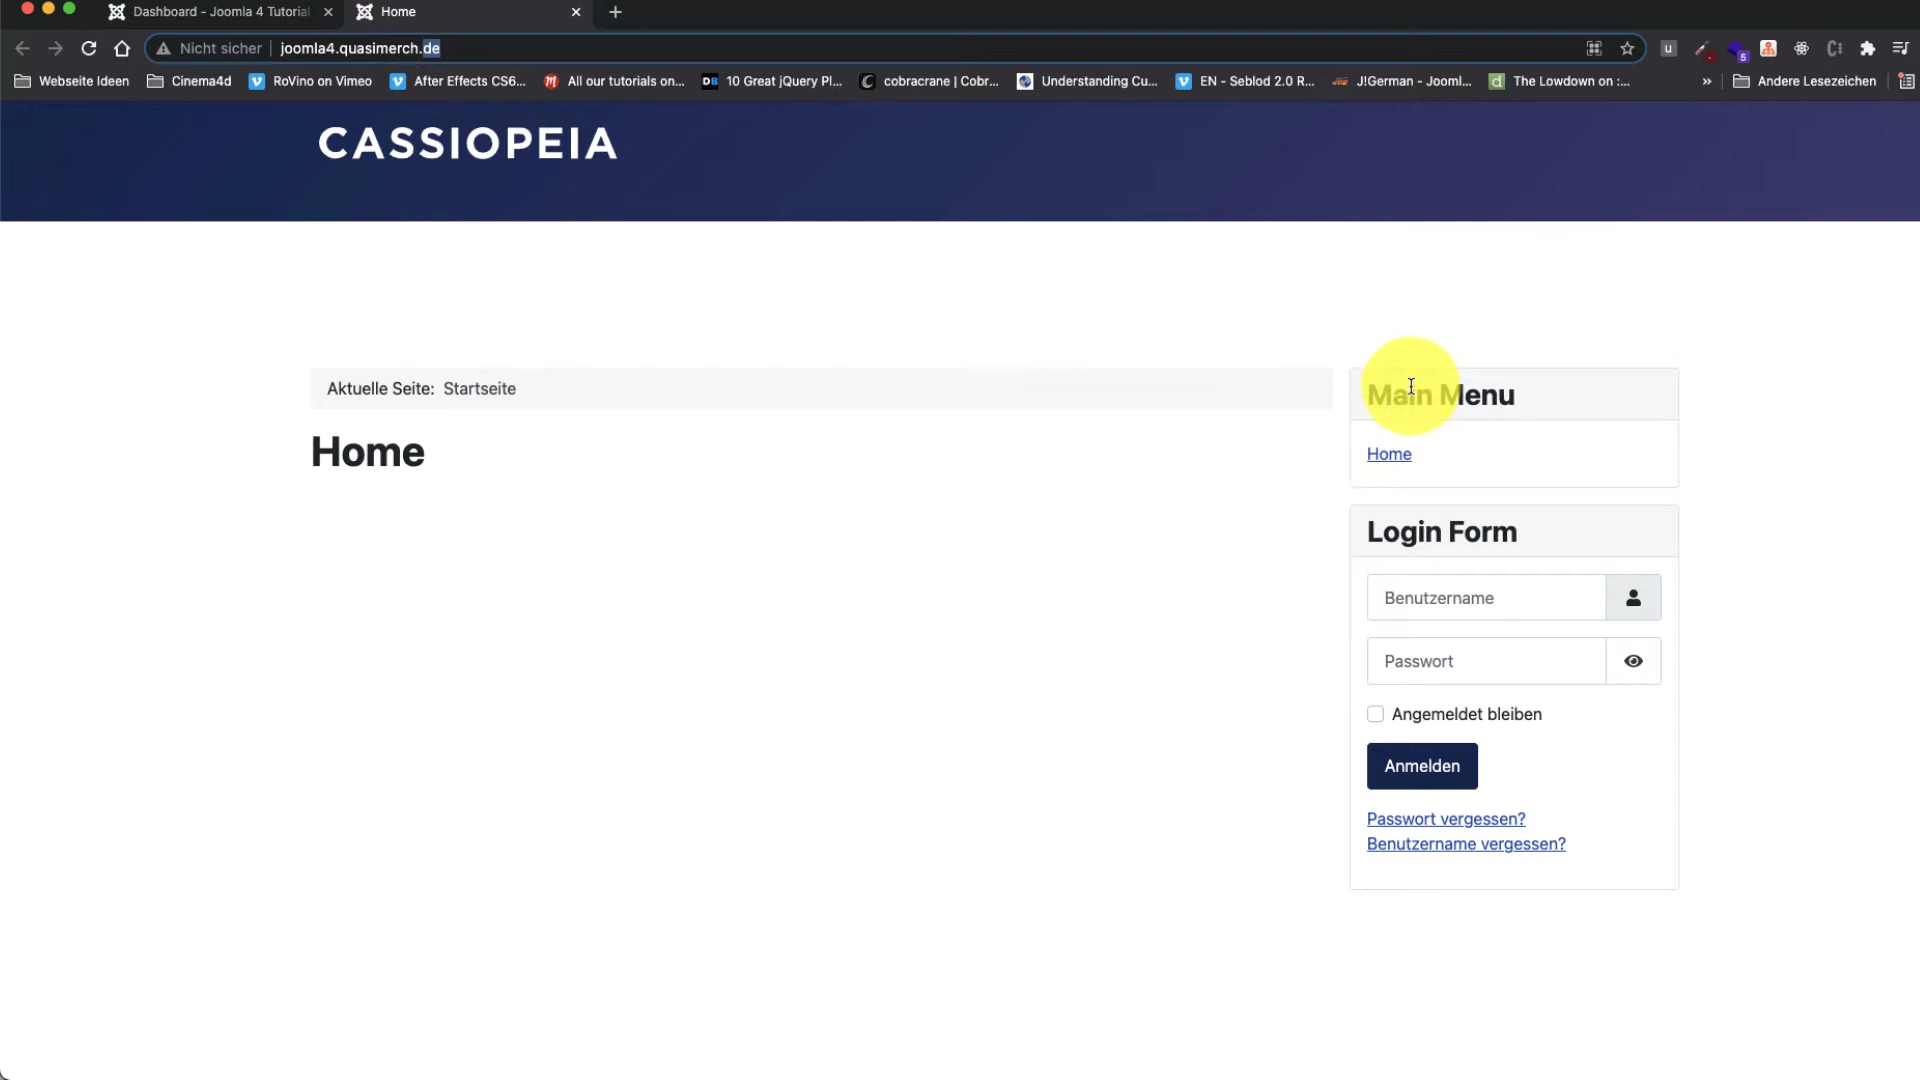 Dashboard - Joomla 4 Tutorial
Home
Nicht sicher
joomla4.quasimerch.de
u
5
Webseite Ideen
Cinema4d
RoVino on Vimeo
After Effects CS6...
All our tutorials on...
10 Great jQuery Pl...
cobracrane | Cobr...
Understanding Cu...
EN - Seblod 2.0 R...
J!German - Jooml...
The Lowdown on :...
»
Andere Lesezeichen
CASSIOPEIA
Aktuelle Seite: Startseite
Home
Main Menu
Home
Login Form
Benutzername
Passwort
Angemeldet bleiben
Anmelden
Passwort vergessen?
Benutzername vergessen?